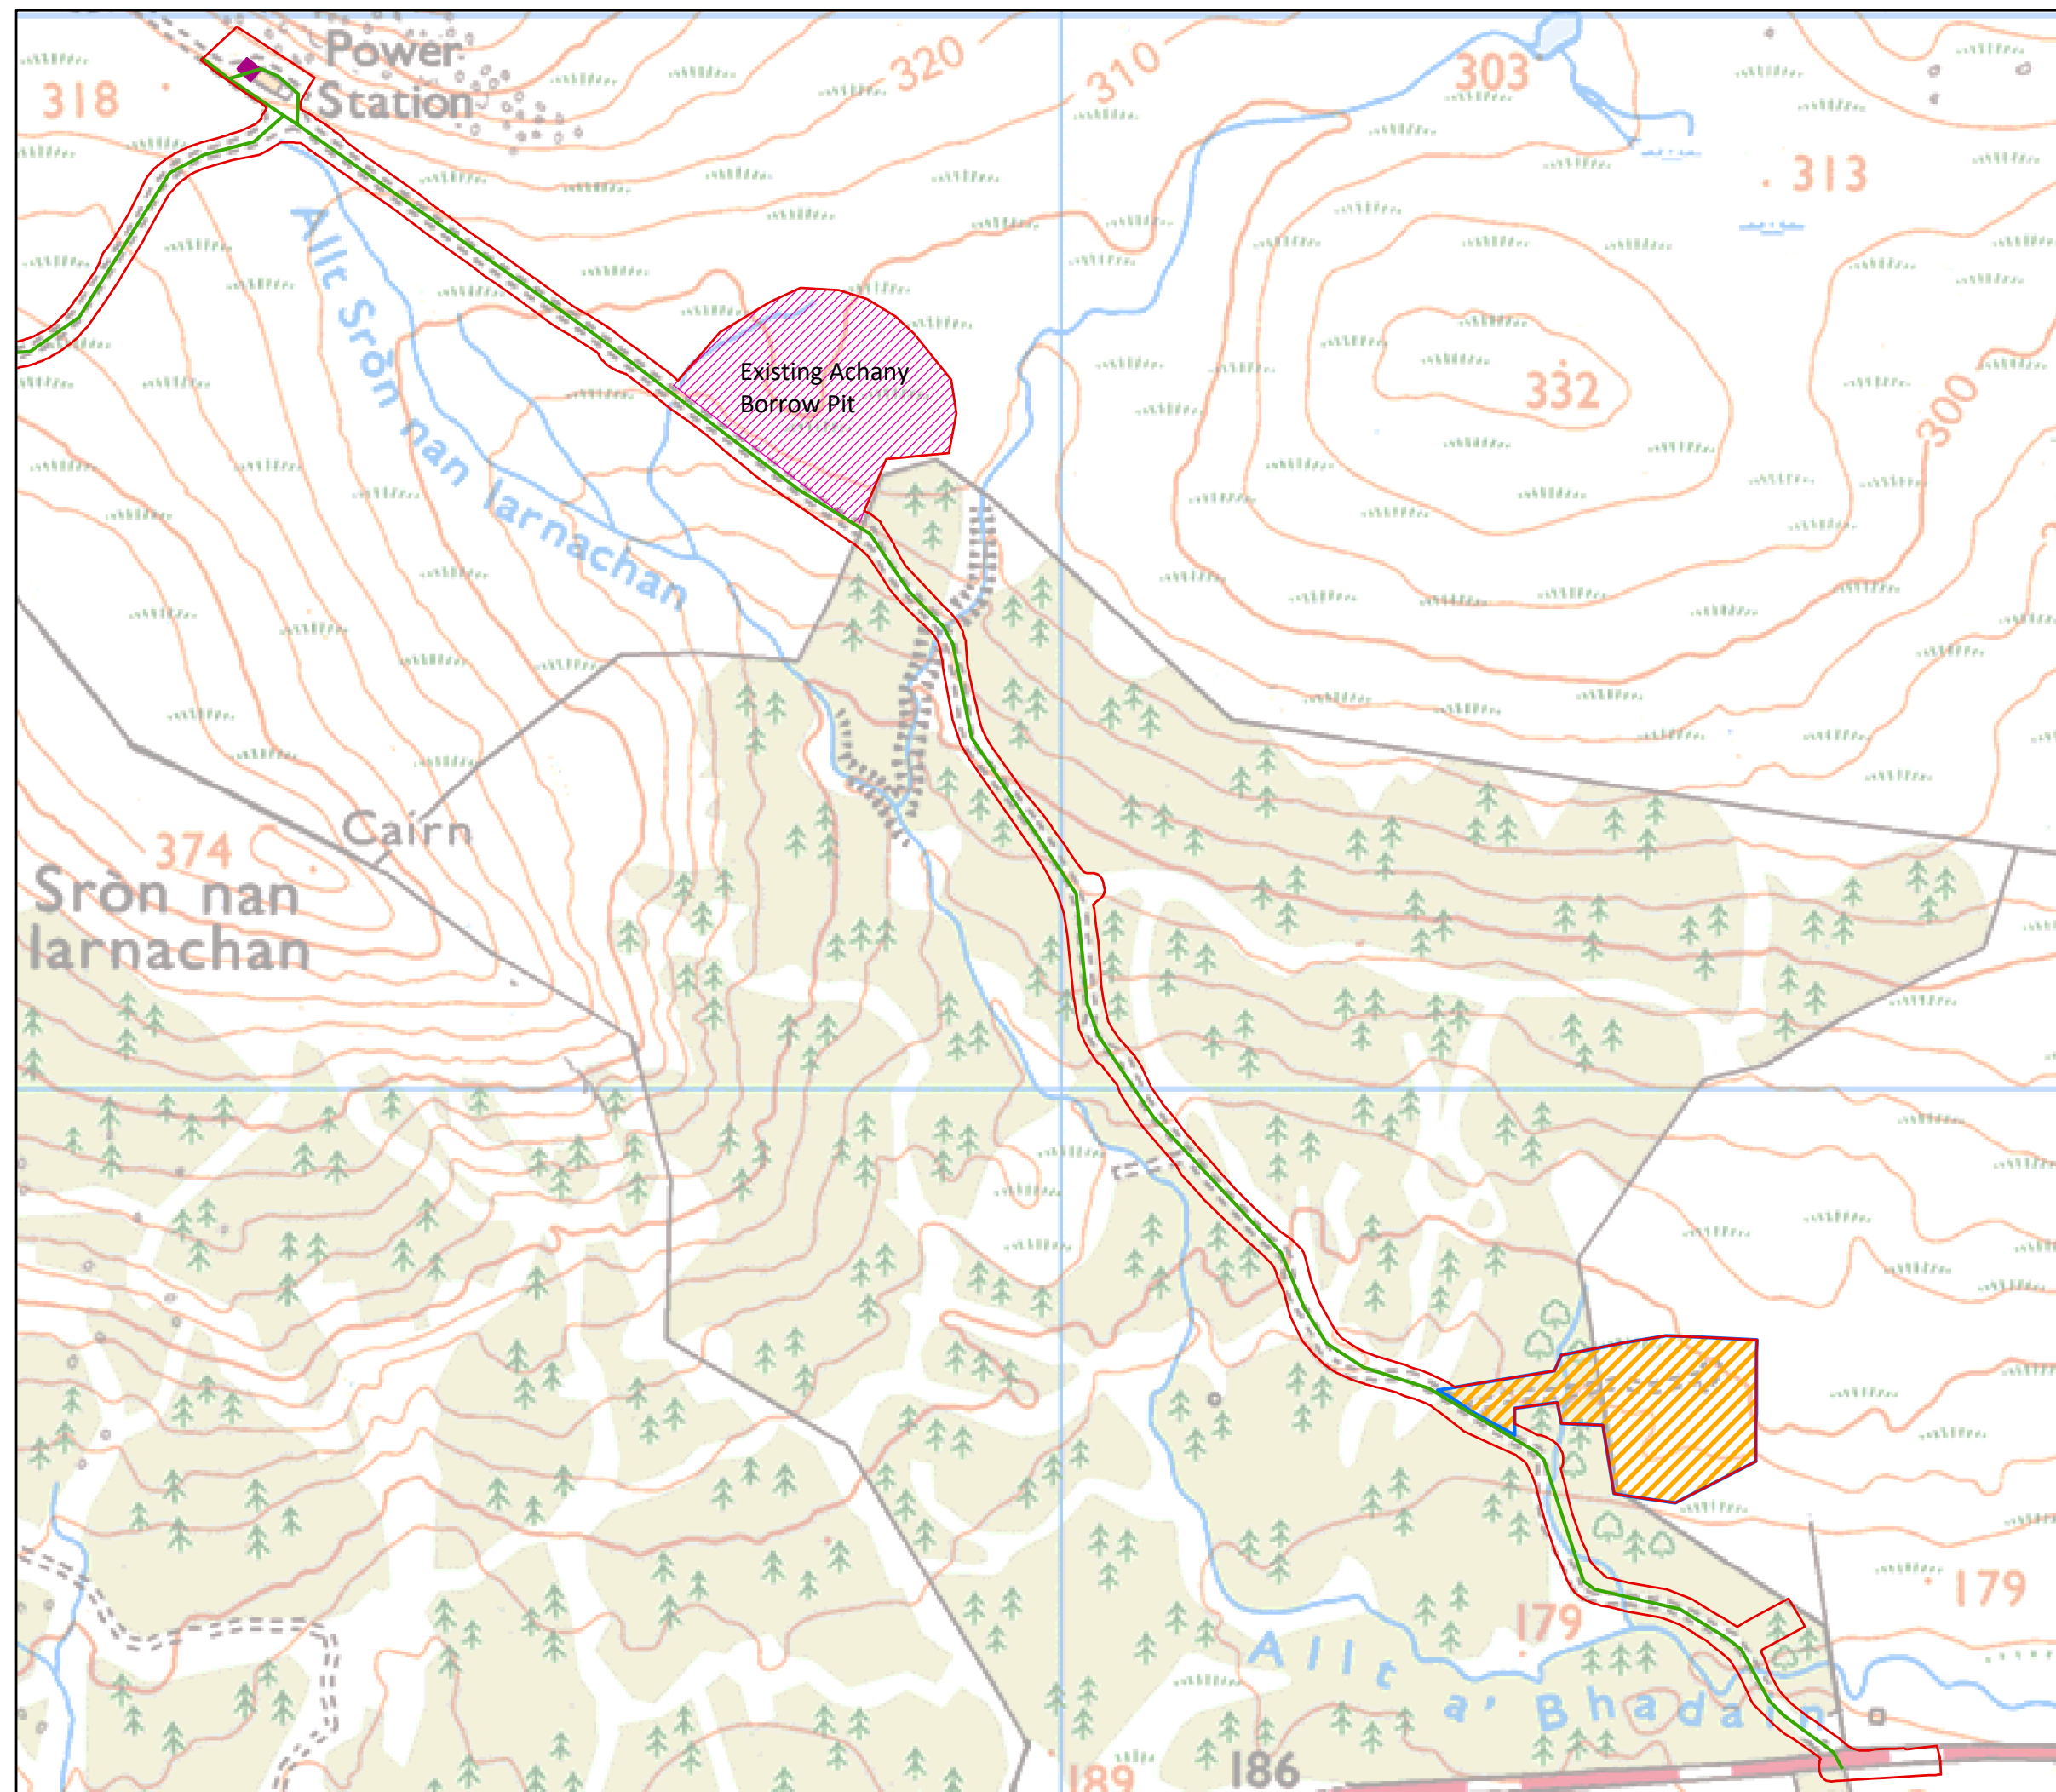 Power
Station
318
320
310
303
313
Allt Sròn nan Iarnachan
Existing Achany
Borrow Pit
332
300
Cairn
374
Sròn nan
Iarnachan
179
179
Allt
a' Bhadain
186
189